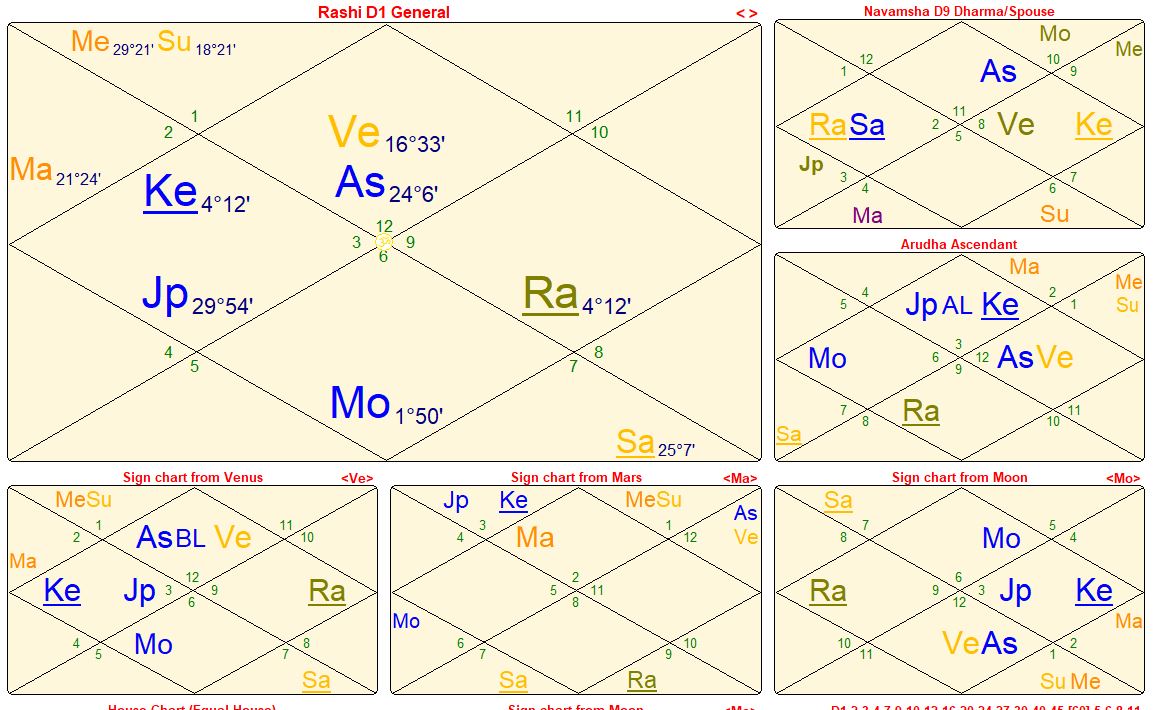 Rashi D1 General < >
Me 29°21' Su 18°21'
1
2
11
10
Ve 16°33'
As 24°6'
Ma 21°24'
Ke 4°12'
12
3 9
6
Jp 29°54'
Ra 4°12'
4
5
8
7
Mo 1°50'
Sa 25°7'
Navamsha D9 Dharma/Spouse
Mo
Me
As
12
1
10
9
11
2 8
5
Ra Sa
Ve
Ke
Jp
3
4
7
6
Ma
Su
Arudha Ascendant
Ma
Me
Su
4
5
2
1
Jp AL Ke
3
6 12
9
Mo
As Ve
Ra
7
8
11
10
Sa
Sign chart from Venus <Ve>
Me Su
1
2
11
10
As BL Ve
Ma
Ke Jp
12
3 9
6
Ra
Mo
4
5
8
7
Sa
Sign chart from Mars <Ma>
Jp Ke
Me Su
As
Ve
3
4
1
12
Ma
2
5 11
8
Mo
6
7
10
9
Sa
Ra
Sign chart from Moon <Mo>
Sa
7
8
5
4
Mo
Ra
6
9 3
12
Jp Ke
Ma
Ve As
10
11
2
1
Su Me